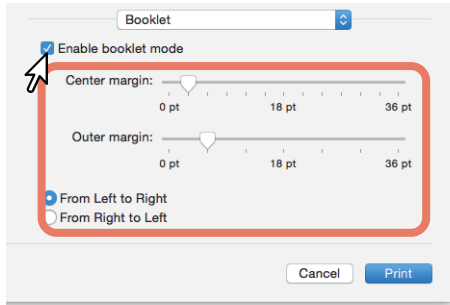 Booklet
Enable booklet mode
Center margin:
0 pt 18 pt 36 pt
Outer margin:
0 pt 18 pt 36 pt
From Left to Right
From Right to Left
Cancel Print